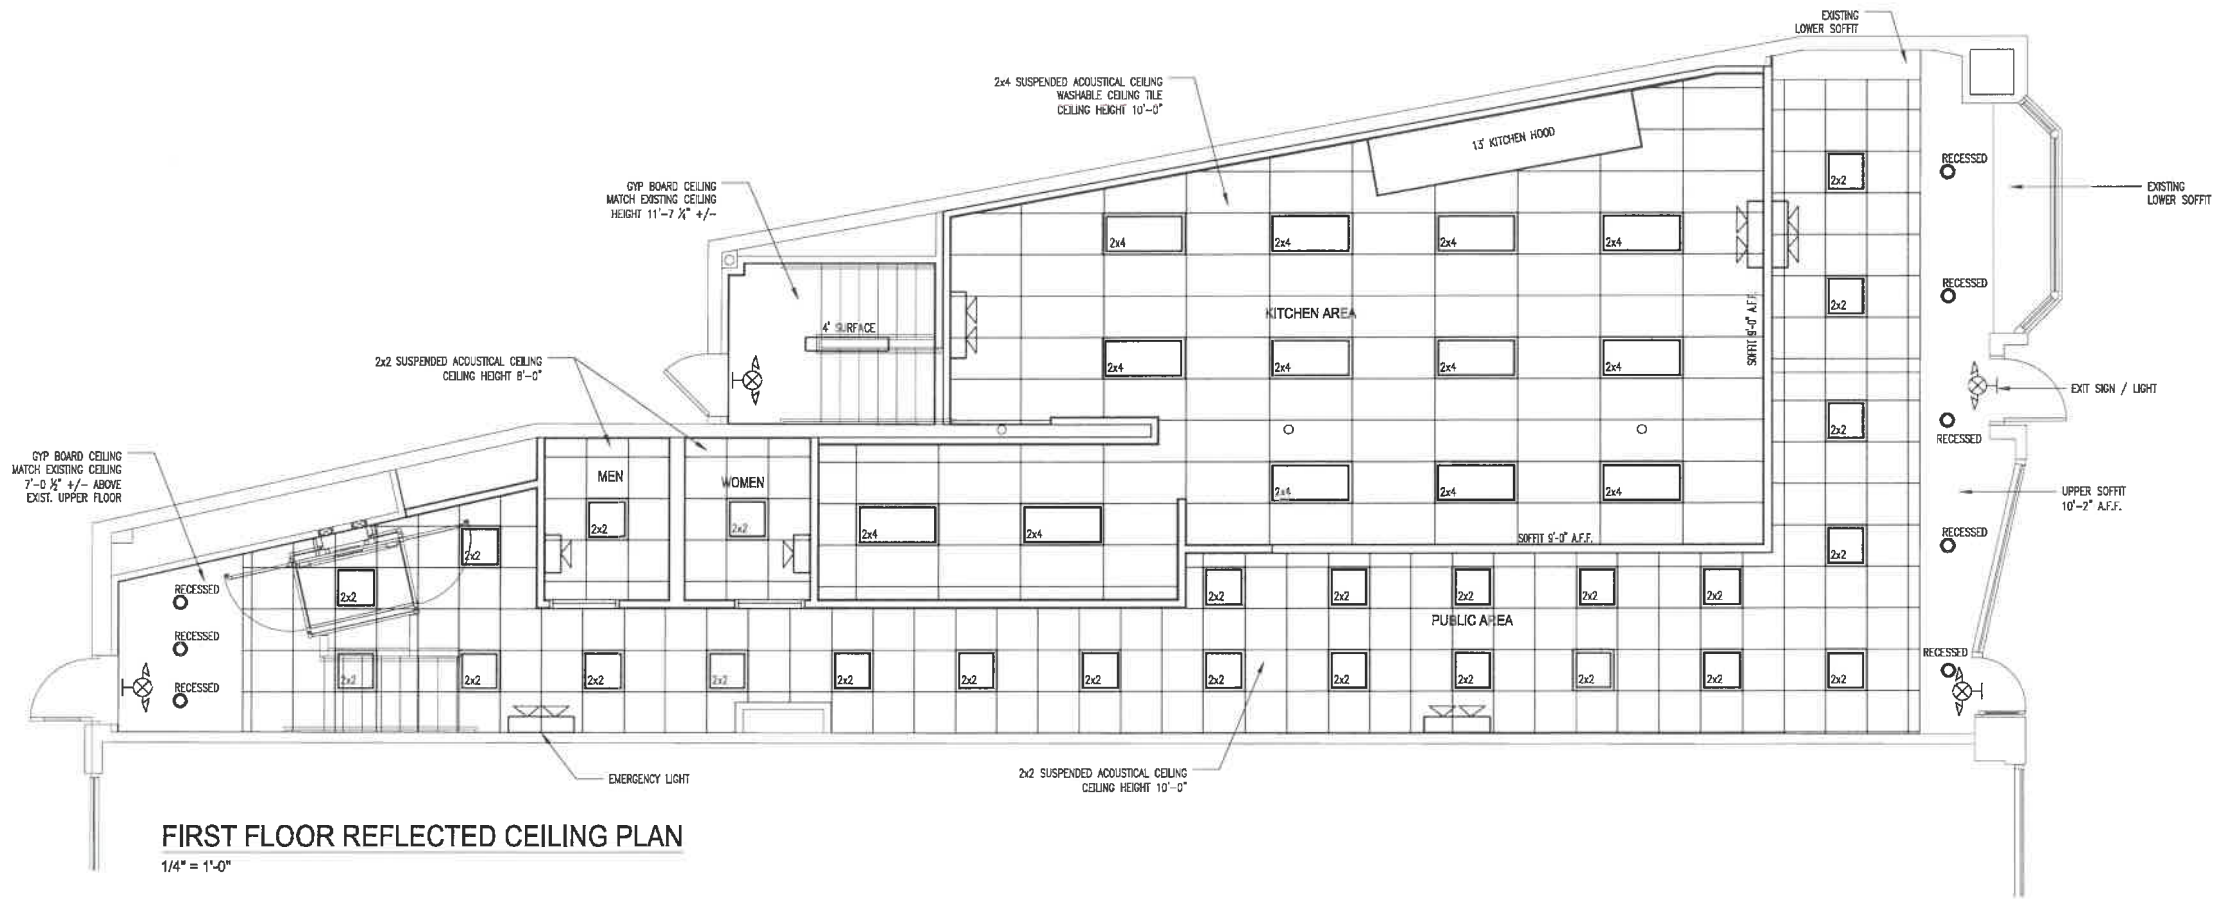 EXISTING
LOWER SOFFIT
2x4 SUSPENDED ACOUSTICAL CEILING
WASHABLE CEILING TILE
CEILING HEIGHT 10'-0"
13' KITCHEN HOOD
RECESSED
2x2
GYP BOARD CEILING
MATCH EXISTING CEILING
HEIGHT 11'-7 ¼" +/-
EXISTING
LOWER SOFFIT
2x4
2x4
2x4
2x4
RECESSED
2x2
KITCHEN AREA
SOFFIT 9'-0" A.F.F.
4' SURFACE
2x2 SUSPENDED ACOUSTICAL CEILING
CEILING HEIGHT 8'-0"
2x4
2x4
2x4
2x4
EXIT SIGN / LIGHT
2x2
RECESSED
GYP BOARD CEILING
MATCH EXISTING CEILING
7'-0 ½" +/- ABOVE
EXIST. UPPER FLOOR
MEN
WOMEN
2x4
2x4
2x4
UPPER SOFFIT
10'-2" A.F.F.
2x2
2x2
2x4
2x4
SOFFIT 9'-0" A.F.F.
RECESSED
2x2
2x2
RECESSED
2x2
2x2
2x2
2x2
2x2
2x2
PUBLIC AREA
RECESSED
RECESSED
2x2
2x2
2x2
2x2
2x2
2x2
2x2
2x2
2x2
2x2
2x2
2x2
2x2
RECESSED
EMERGENCY LIGHT
2x2 SUSPENDED ACOUSTICAL CEILING
CEILING HEIGHT 10'-0"
FIRST FLOOR REFLECTED CEILING PLAN
1/4" = 1'-0"